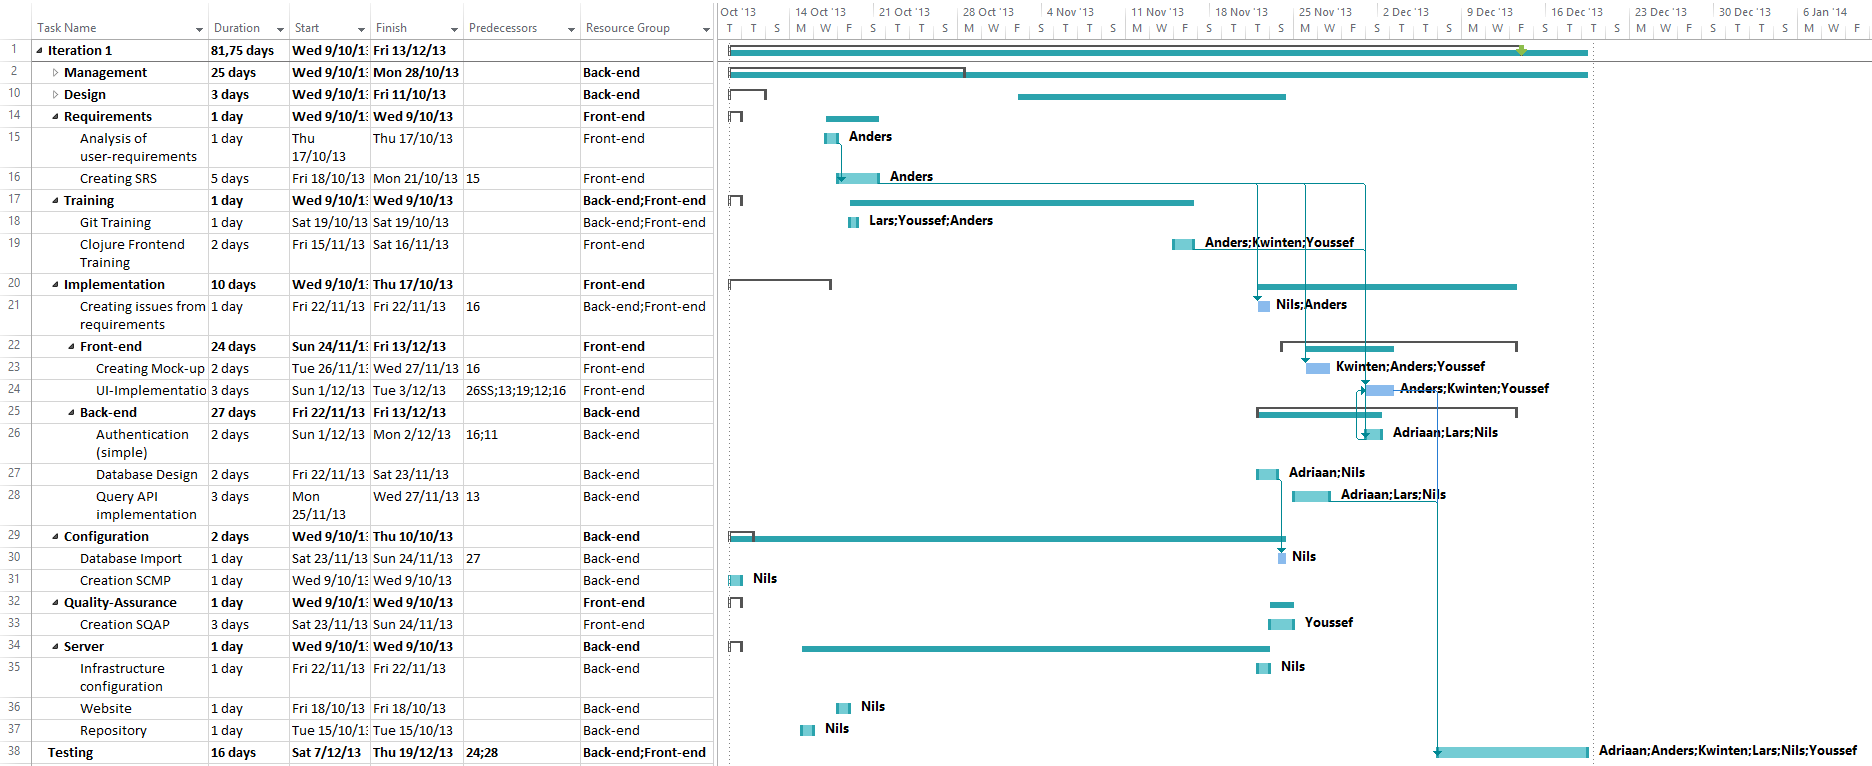 Task Name Duration Start Finish Predecessors Resource Group
Oct '13 14 Oct '13 21 Oct '13 28 Oct '13 4 Nov '13 11 Nov '13 18 Nov '13 25 Nov '13 2 Dec '13 9 Dec '13 16 Dec '13 23 Dec '13 30 Dec '13 6 Jan '14
T T S M W F S T T S M W F S T T S M W F S T T S M W F S T T S M W F S T T S M W F S T T S M W F
1 Iteration 1 81,75 days Wed 9/10/13 Fri 13/12/13
2 Management 25 days Wed 9/10/13 Mon 28/10/13 Back-end
10 Design 3 days Wed 9/10/13 Fri 11/10/13 Back-end
14 Requirements 1 day Wed 9/10/13 Wed 9/10/13 Front-end
15 Analysis of 1 day Thu Thu 17/10/13 Front-end Anders
user-requirements 17/10/13
16 Creating SRS 5 days Fri 18/10/13 Mon 21/10/13 15 Front-end Anders
17 Training 1 day Wed 9/10/13 Wed 9/10/13 Back-end;Front-end
18 Git Training 1 day Sat 19/10/13 Sat 19/10/13 Back-end;Front-end Lars;Youssef;Anders
19 Clojure Frontend 2 days Fri 15/11/13 Sat 16/11/13 Front-end Anders;Kwinten;Youssef
Training
20 Implementation 10 days Wed 9/10/13 Thu 17/10/13 Front-end
21 Creating issues from 1 day Fri 22/11/13 Fri 22/11/13 16 Back-end;Front-end Nils;Anders
requirements
22 Front-end 24 days Sun 24/11/13 Fri 13/12/13 Front-end
23 Creating Mock-up 2 days Tue 26/11/13 Wed 27/11/13 16 Front-end Kwinten;Anders;Youssef
24 UI-Implementatio 3 days Sun 1/12/13 Tue 3/12/13 26SS;13;19;12;16 Front-end Anders;Kwinten;Youssef
25 Back-end 27 days Fri 22/11/13 Fri 13/12/13 Back-end
26 Authentication 2 days Sun 1/12/13 Mon 2/12/13 16;11 Back-end Adriaan;Lars;Nils
(simple)
27 Database Design 2 days Fri 22/11/13 Sat 23/11/13 Back-end Adriaan;Nils
28 Query API 3 days Mon Wed 27/11/13 13 Back-end Adriaan;Lars;Nils
implementation 25/11/13
29 Configuration 2 days Wed 9/10/13 Thu 10/10/13 Back-end
30 Database Import 1 day Sat 23/11/13 Sun 24/11/13 27 Back-end Nils
31 Creation SCMP 1 day Wed 9/10/13 Wed 9/10/13 Back-end Nils
32 Quality-Assurance 1 day Wed 9/10/13 Wed 9/10/13 Front-end
33 Creation SQAP 3 days Sat 23/11/13 Sun 24/11/13 Front-end Youssef
34 Server 1 day Wed 9/10/13 Wed 9/10/13 Back-end
35 Infrastructure 1 day Fri 22/11/13 Fri 22/11/13 Back-end Nils
configuration
36 Website 1 day Fri 18/10/13 Fri 18/10/13 Back-end Nils
37 Repository 1 day Tue 15/10/13 Tue 15/10/13 Back-end Nils
38 Testing 16 days Sat 7/12/13 Thu 19/12/13 24;28 Back-end;Front-end Adriaan;Anders;Kwinten;Lars;Nils;Youssef